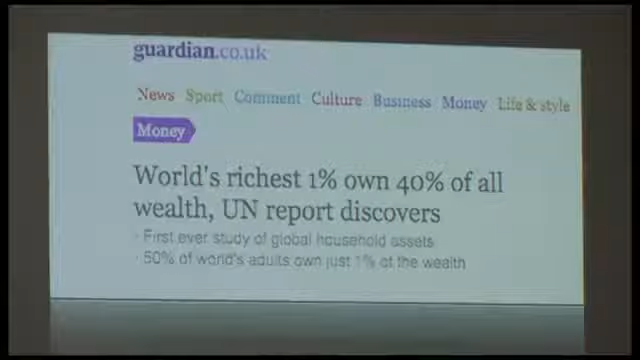 guardian.co.uk
News Sport Comment Culture Business Money Life & style
Money
World's richest 1% own 40% of all
wealth, UN report discovers
· First ever study of global household assets
· 50% of world's adults own just 1% of the wealth